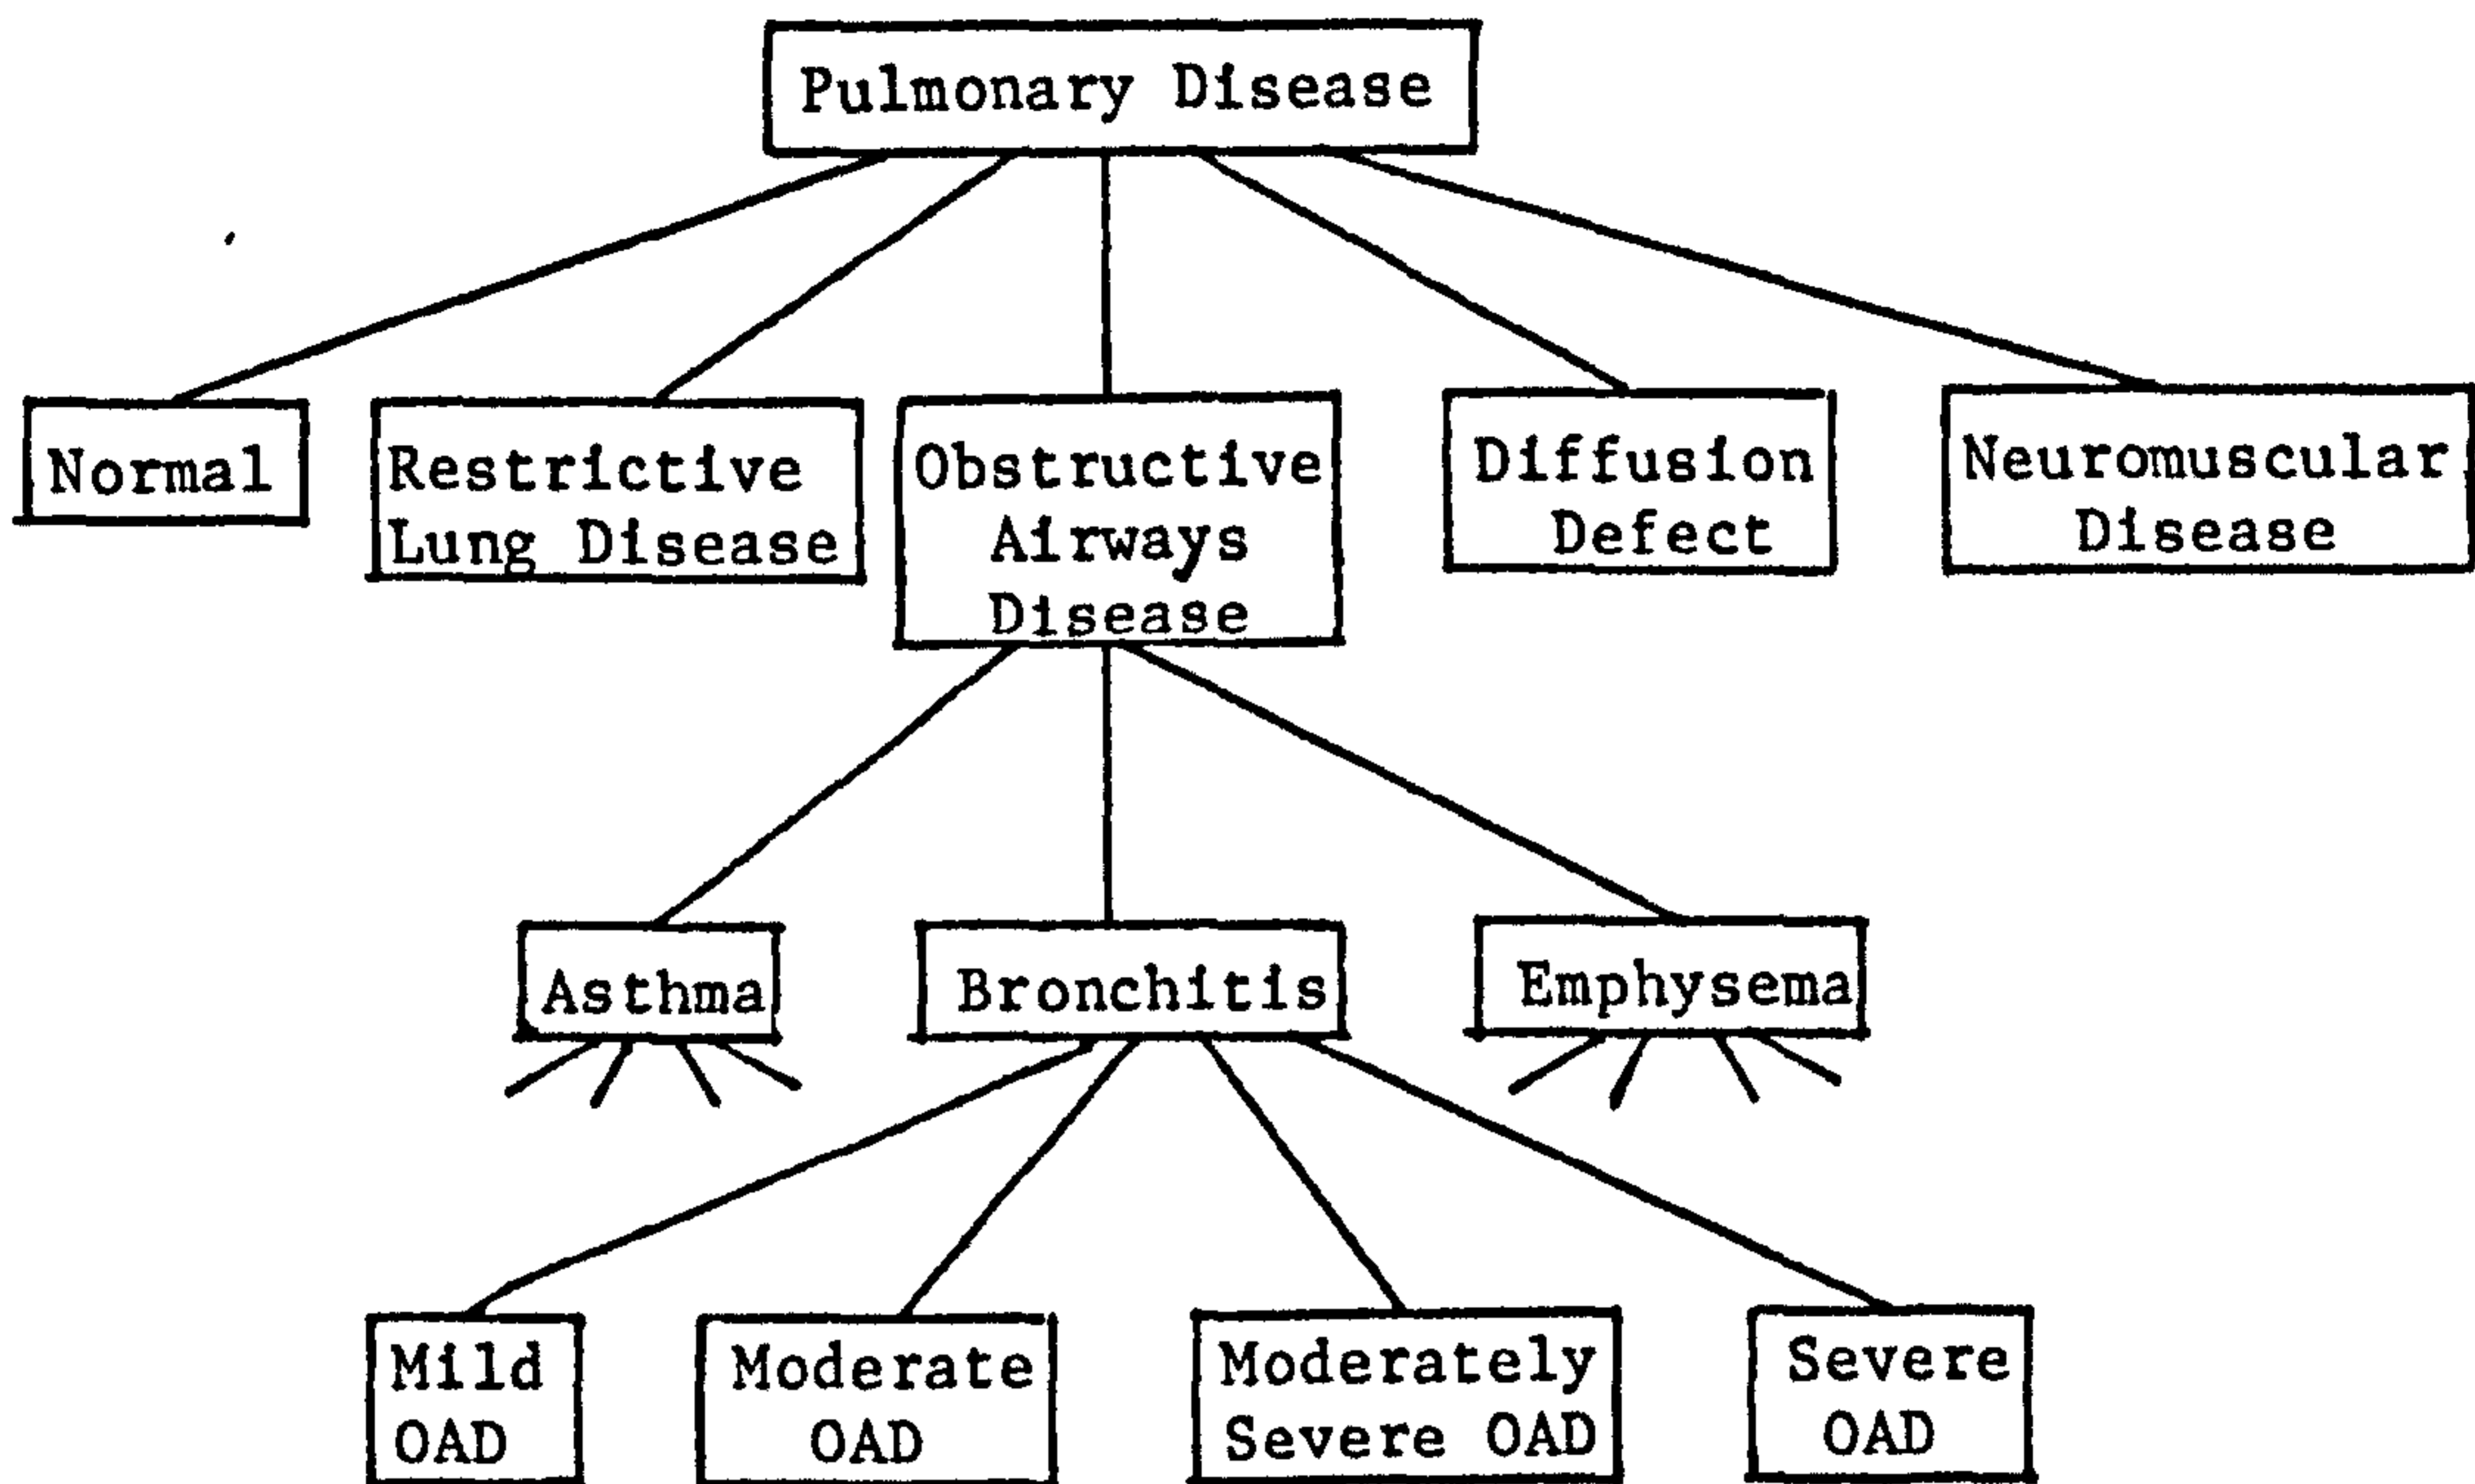 Pulmonary Disease
Normal
Restrictive
Lung Disease
Obstructive
Airways
Disease
Diffusion
Defect
Neuromuscular
Disease
Asthma
Bronchitis
Emphysema
Mild
OAD
Moderate
OAD
Moderately
Severe OAD
Severe
OAD